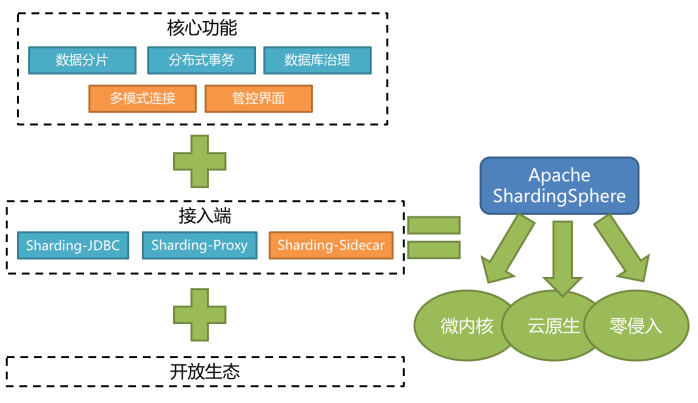 核心功能
数据分片
分布式事务
数据库治理
多模式连接
管控界面
接入端
Sharding-JDBC
Sharding-Proxy
Sharding-Sidecar
开放生态
Apache
ShardingSphere
微内核
云原生
零侵入